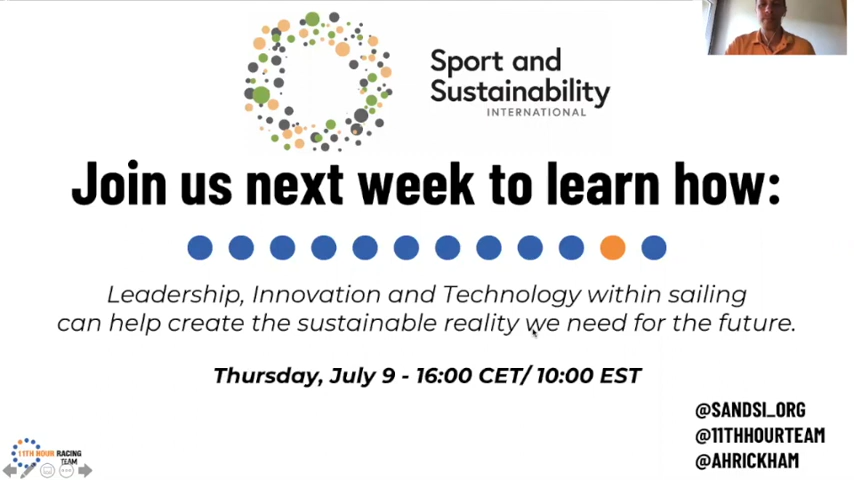 Sport and
Sustainability
INTERNATIONAL
Join us next week to learn how:
Leadership, Innovation and Technology within sailing
can help create the sustainable reality we need for the future.
Thursday, July 9 - 16:00 CET/ 10:00 EST
@SANDSI_ORG
@11THHOURTEAM
@AHRICKHAM
11TH HOUR RACING
TEAM